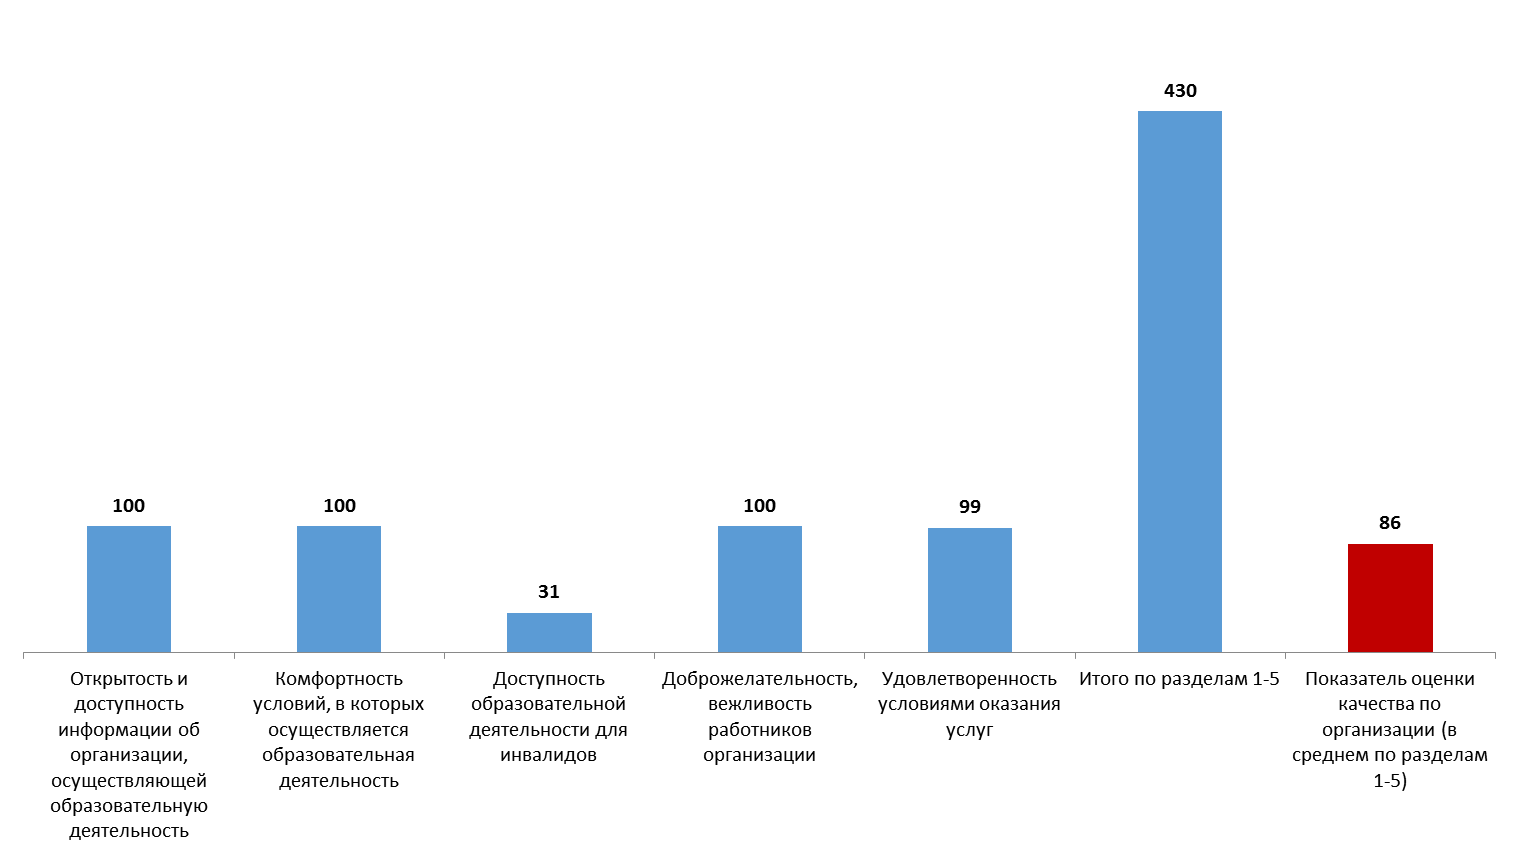 430
100
100
31
100
99
86
Открытость и
доступность
информации об
организации,
осуществляющей
образовательную
деятельность
Комфортность
условий, в которых
осуществляется
образовательная
деятельность
Доступность
образовательной
деятельности для
инвалидов
Доброжелательность,
вежливость
работников
организации
Удовлетворенность
условиями оказания
услуг
Итого по разделам 1-5
Показатель оценки
качества по
организации (в
среднем по разделам
1-5)